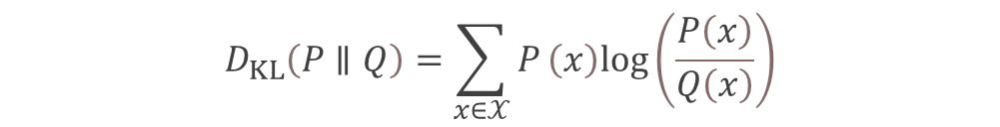 D_KL(P ∥ Q) = ∑_{x∈𝒳} P (x)log(P(x)/Q(x))